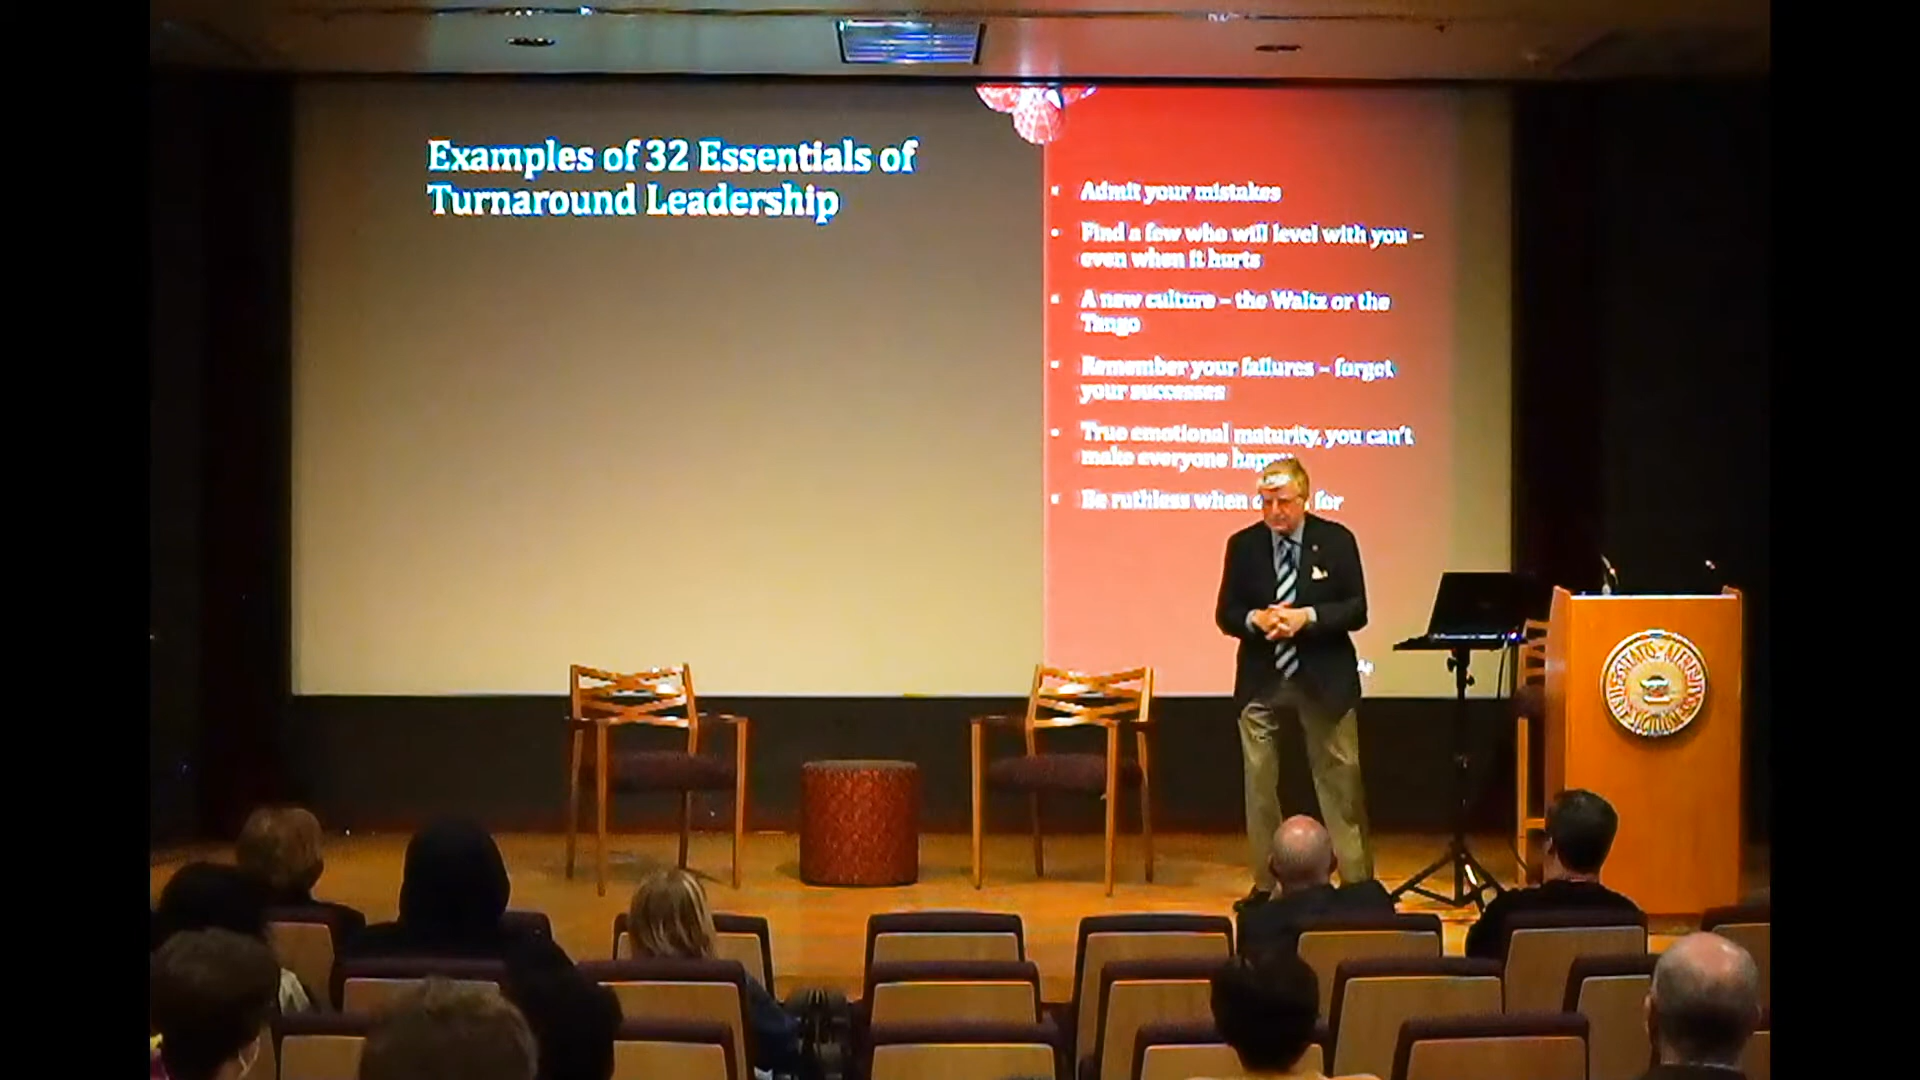 Examples of 32 Essentials of
Turnaround Leadership
• Admit your mistakes
• Find a few who will level with you –
even when it hurts
• A new culture – the Waltz or the
Tango
• Remember your failures – forget
your successes
• True emotional maturity, you can't
make everyone happy
• Be ruthless when for